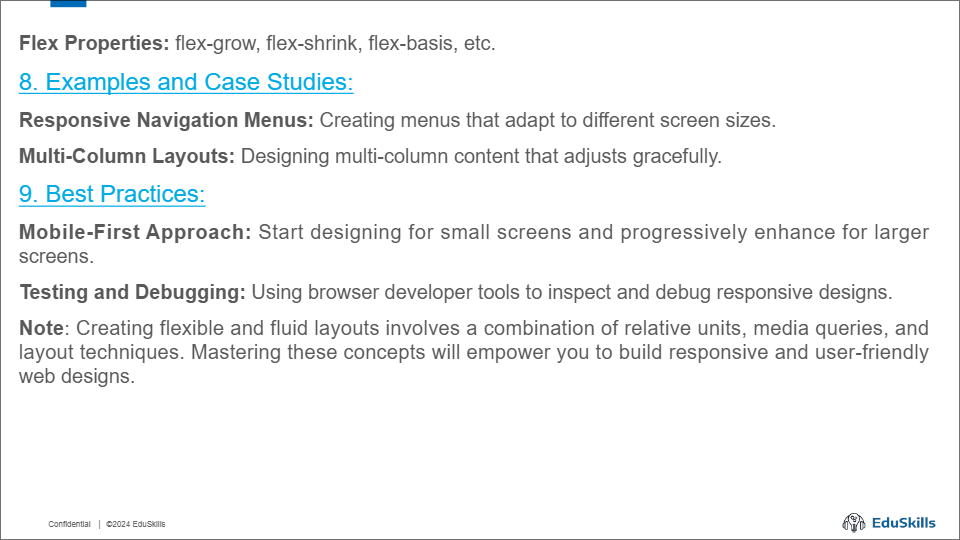 Flex Properties: flex-grow, flex-shrink, flex-basis, etc.
8. Examples and Case Studies:
Responsive Navigation Menus: Creating menus that adapt to different screen sizes.
Multi-Column Layouts: Designing multi-column content that adjusts gracefully.
9. Best Practices:
Mobile-First Approach: Start designing for small screens and progressively enhance for larger
screens.
Testing and Debugging: Using browser developer tools to inspect and debug responsive designs.
Note: Creating flexible and fluid layouts involves a combination of relative units, media queries, and
layout techniques. Mastering these concepts will empower you to build responsive and user-friendly
web designs.
Confidential | ©2024 EduSkills
EduSkills